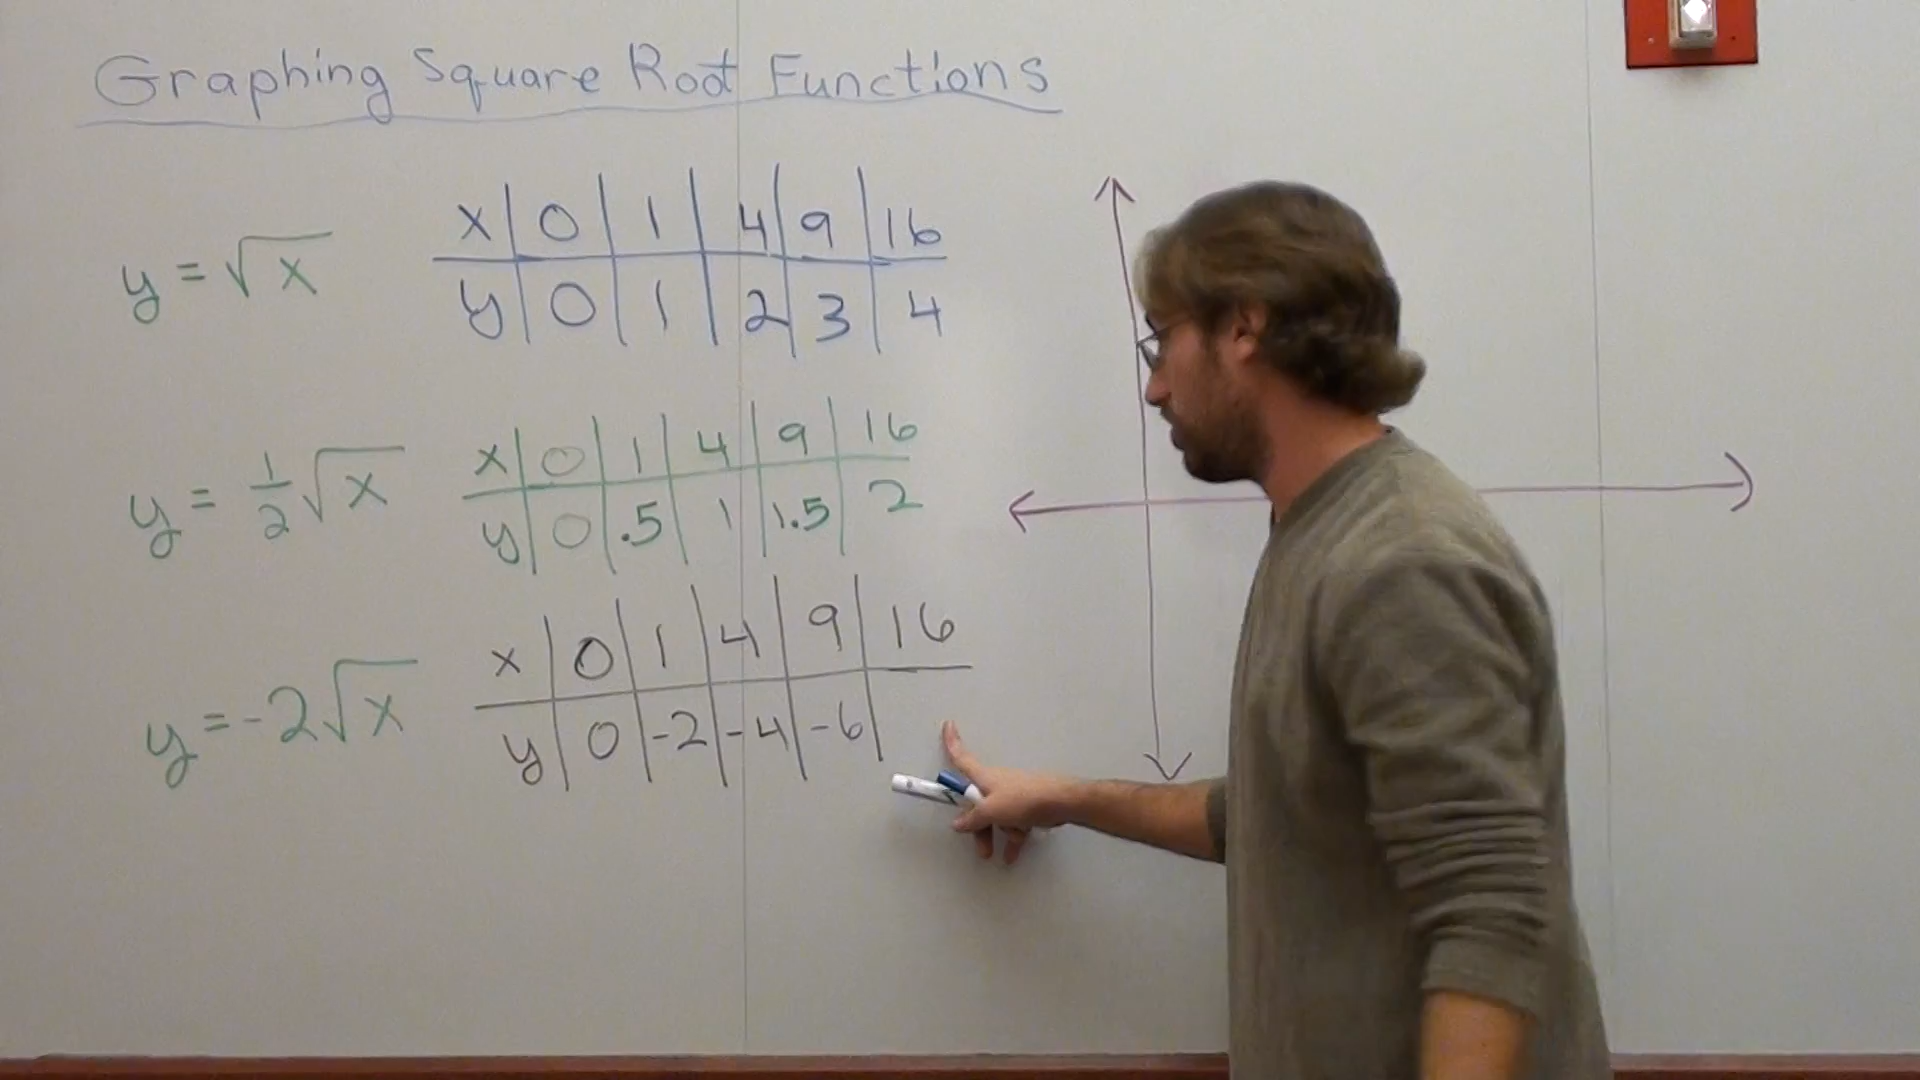 Graphing Square Root Functions
y = √x
x | 0 | 1 | 4 | 9 | 16
y | 0 | 1 | 2 | 3 | 4
y = 1/2 √x
x | 0 | 1 | 4 | 9 | 16
y | 0 | .5 | 1 | 1.5 | 2
y = -2√x
x | 0 | 1 | 4 | 9 | 16
y | 0 | -2 | -4 | -6 |